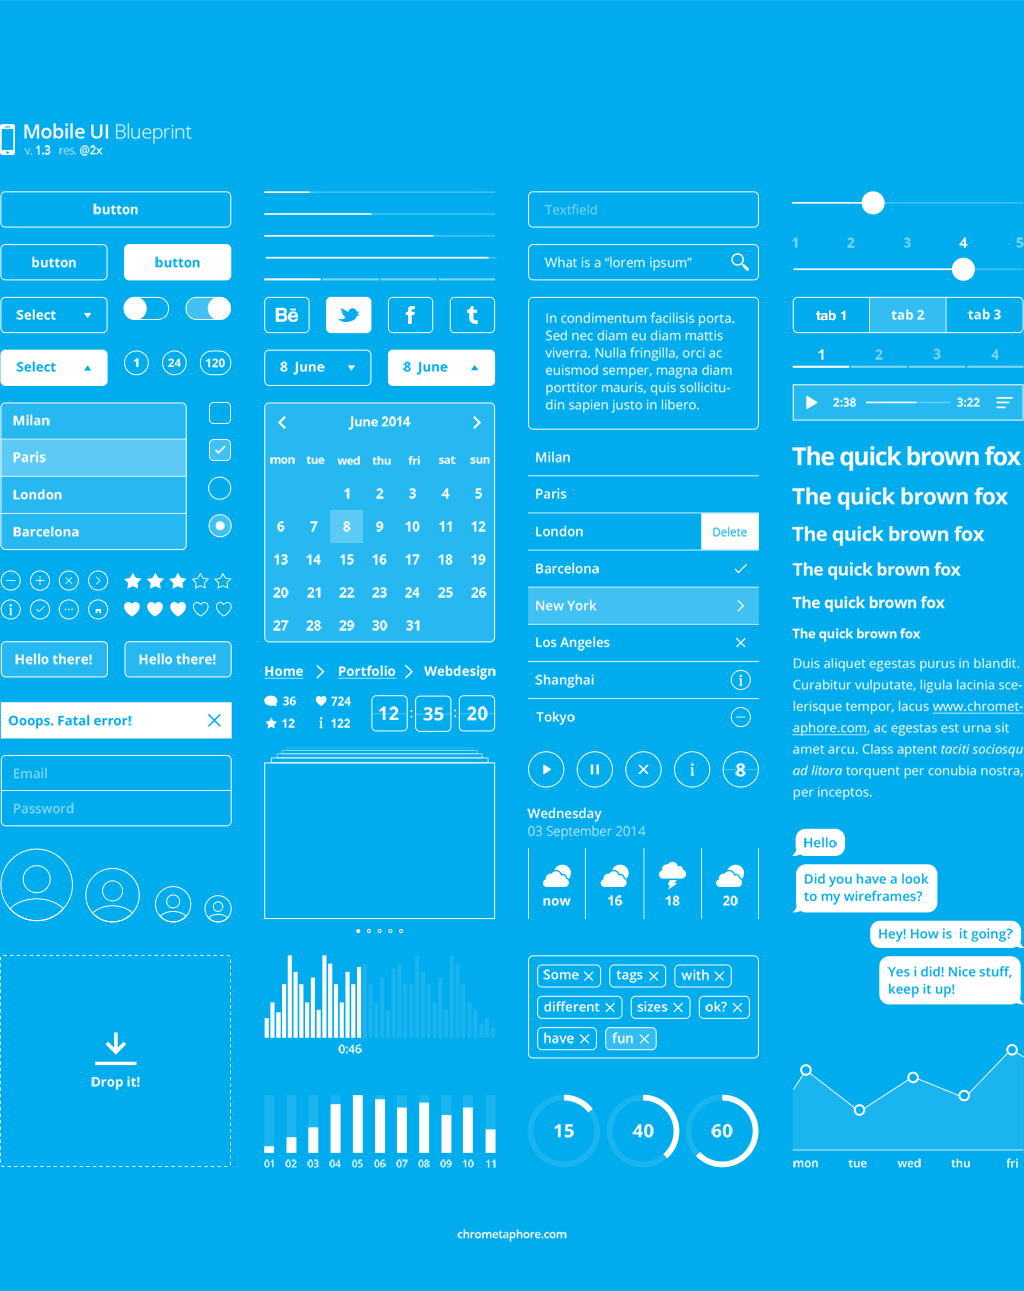 Mobile UI Blueprint
v. 1.3 res. @2x
button
button
button
Select
Select
1 24 120
Milan
Paris
London
Barcelona
Hello there!
Hello there!
Ooops. Fatal error!
Email
Password
Drop it!
Bē f t
8 June
8 June
June 2014
mon tue wed thu fri sat sun
1 2 3 4 5
6 7 8 9 10 11 12
13 14 15 16 17 18 19
20 21 22 23 24 25 26
27 28 29 30 31
Home Portfolio Webdesign
36 724
12 i 122
12 : 35 : 20
0:46
01 02 03 04 05 06 07 08 09 10 11
Textfield
What is a “lorem ipsum”
In condimentum facilisis porta.
Sed nec diam eu diam mattis
viverra. Nulla fringilla, orci ac
euismod semper, magna diam
porttitor mauris, quis sollicitu-
din sapien justo in libero.
Milan
Paris
London Delete
Barcelona
New York
Los Angeles
Shanghai i
Tokyo
i 8
Wednesday
03 September 2014
now 16 18 20
Some tags with
different sizes ok?
have fun
15 40 60
1 2 3 4 5
tab 1 tab 2 tab 3
1 2 3 4
2:38 3:22
The quick brown fox
The quick brown fox
The quick brown fox
The quick brown fox
The quick brown fox
The quick brown fox
Duis aliquet egestas purus in blandit.
Curabitur vulputate, ligula lacinia sce-
lerisque tempor, lacus www.chromet-
aphore.com, ac egestas est urna sit
amet arcu. Class aptent taciti sociosqu
ad litora torquent per conubia nostra,
per inceptos.
Hello
Did you have a look
to my wireframes?
Hey! How is it going?
Yes i did! Nice stuff,
keep it up!
mon tue wed thu fri
chrometaphore.com